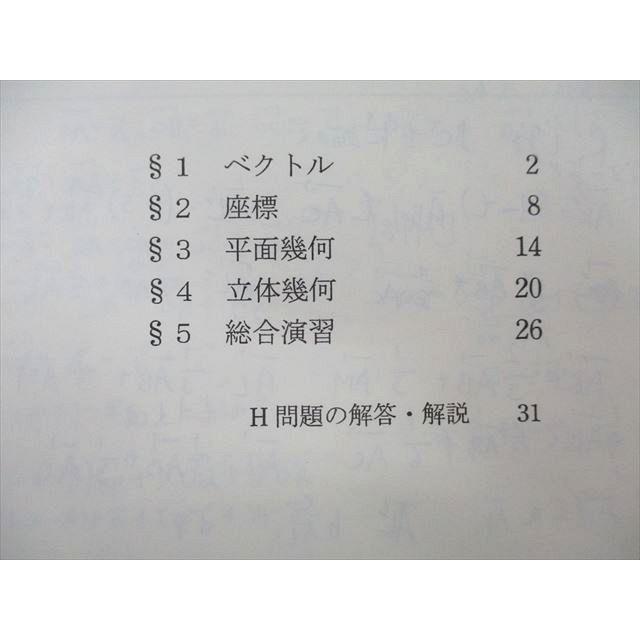 §1 ベクトル 2
§2 座標 8
§3 平面幾何 14
§4 立体幾何 20
§5 総合演習 26
H問題の解答・解説 31